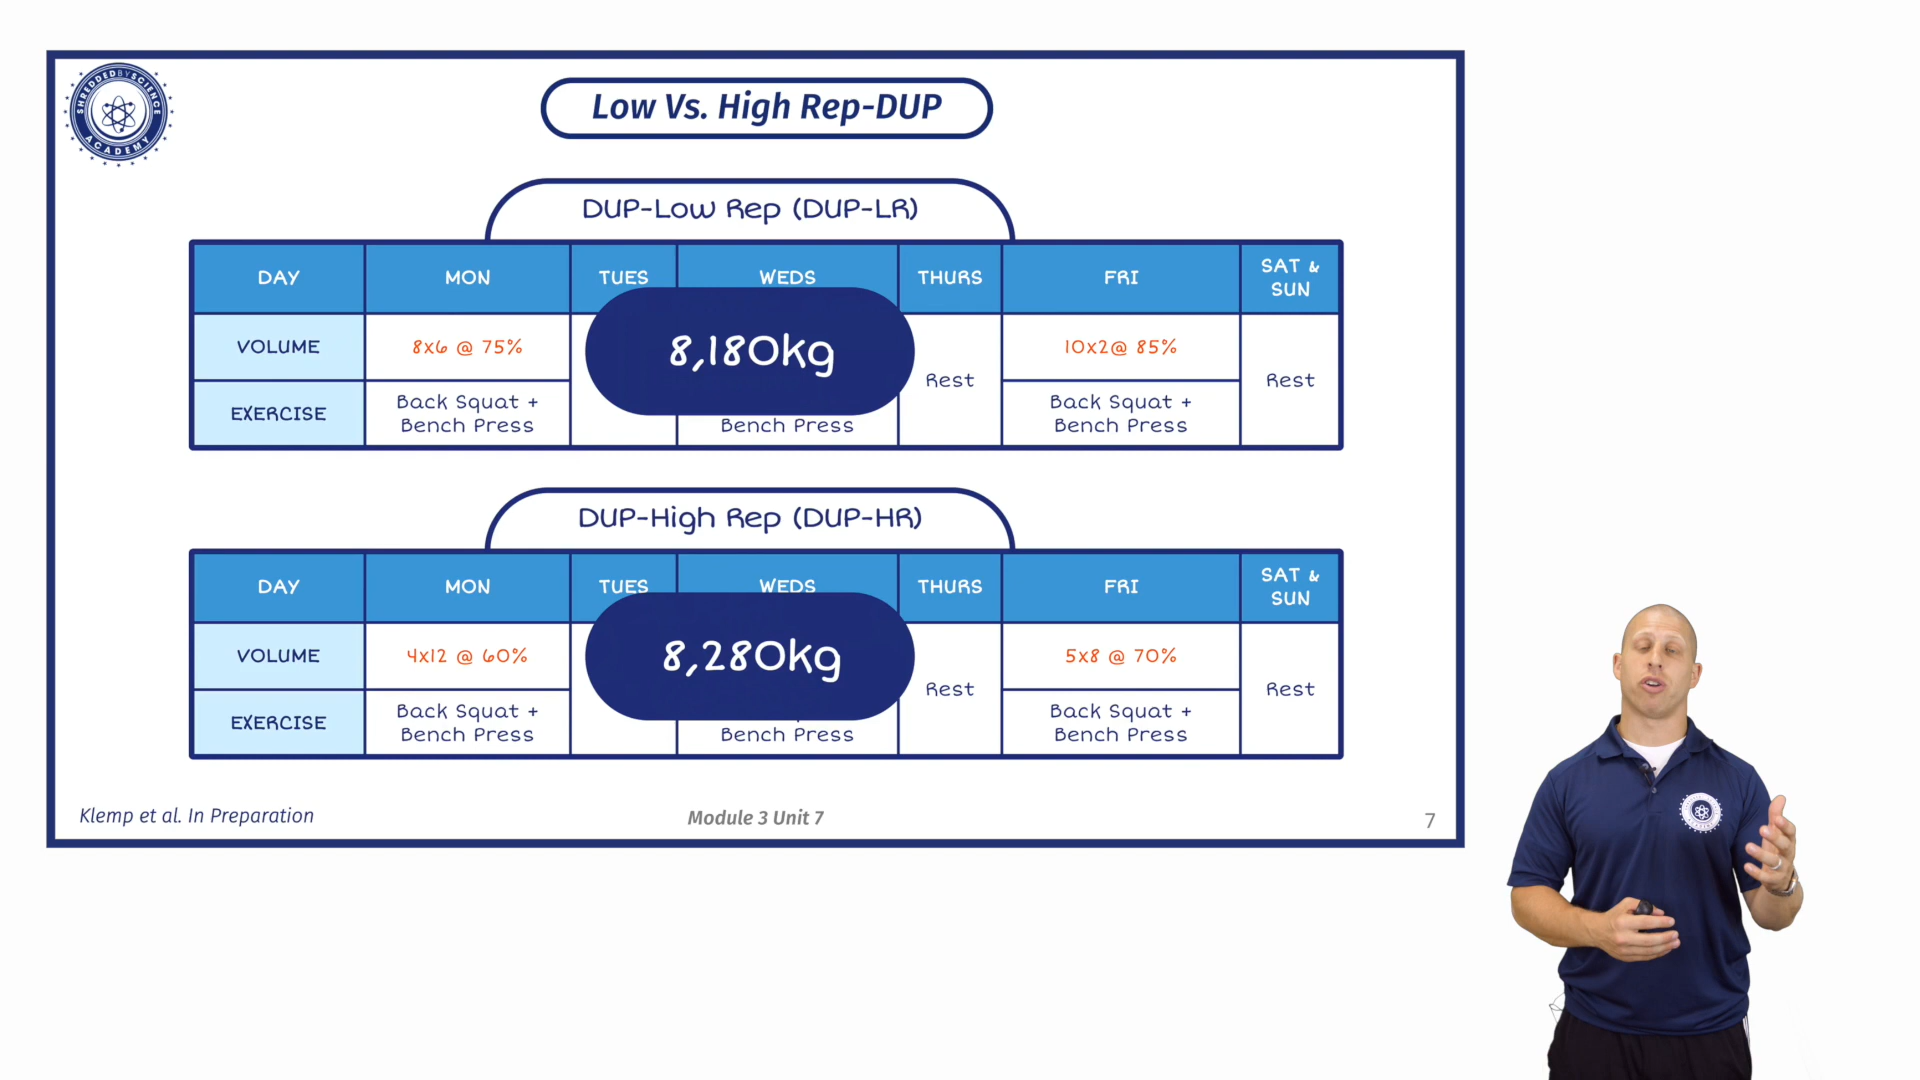 SHREDDEDBYSCIENCE
ACADEMY
Low Vs. High Rep-DUP
DUP-Low Rep (DUP-LR)
DAY MON TUES WEDS THURS FRI SAT & SUN
VOLUME 8x6 @ 75% 8,180kg Rest 10x2@ 85% Rest
EXERCISE Back Squat + Bench Press Bench Press Back Squat + Bench Press
DUP-High Rep (DUP-HR)
DAY MON TUES WEDS THURS FRI SAT & SUN
VOLUME 4x12 @ 60% 8,280kg Rest 5x8 @ 70% Rest
EXERCISE Back Squat + Bench Press Bench Press Back Squat + Bench Press
Klemp et al. In Preparation
Module 3 Unit 7
7